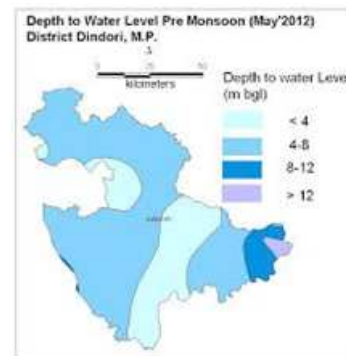 Depth to Water Level Pre Monsoon (May'2012)
District Dindori, M.P.
kilometers
Depth to water Leve
(m bgl)
< 4
4-8
8-12
> 12